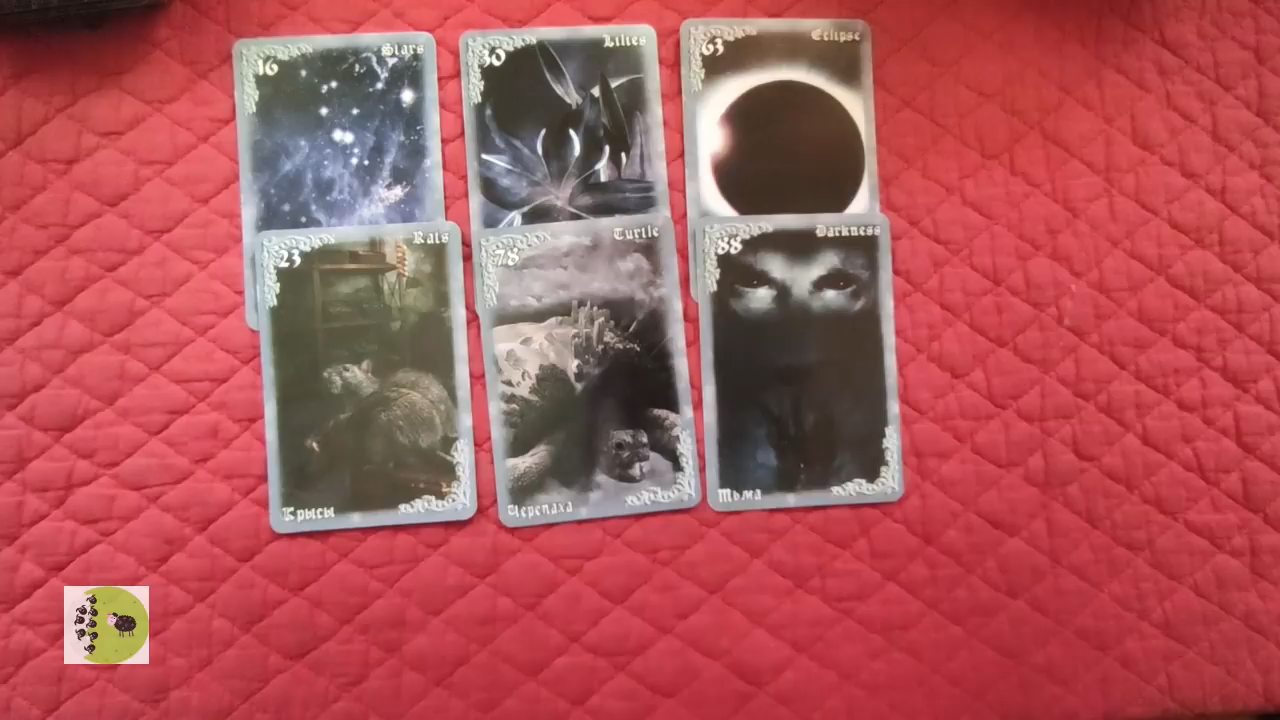 16 Stars
30 Lilies
63 Eclipse
23 Rats
Крысы
78 Turtle
Черепаха
88 Darkness
Тьма